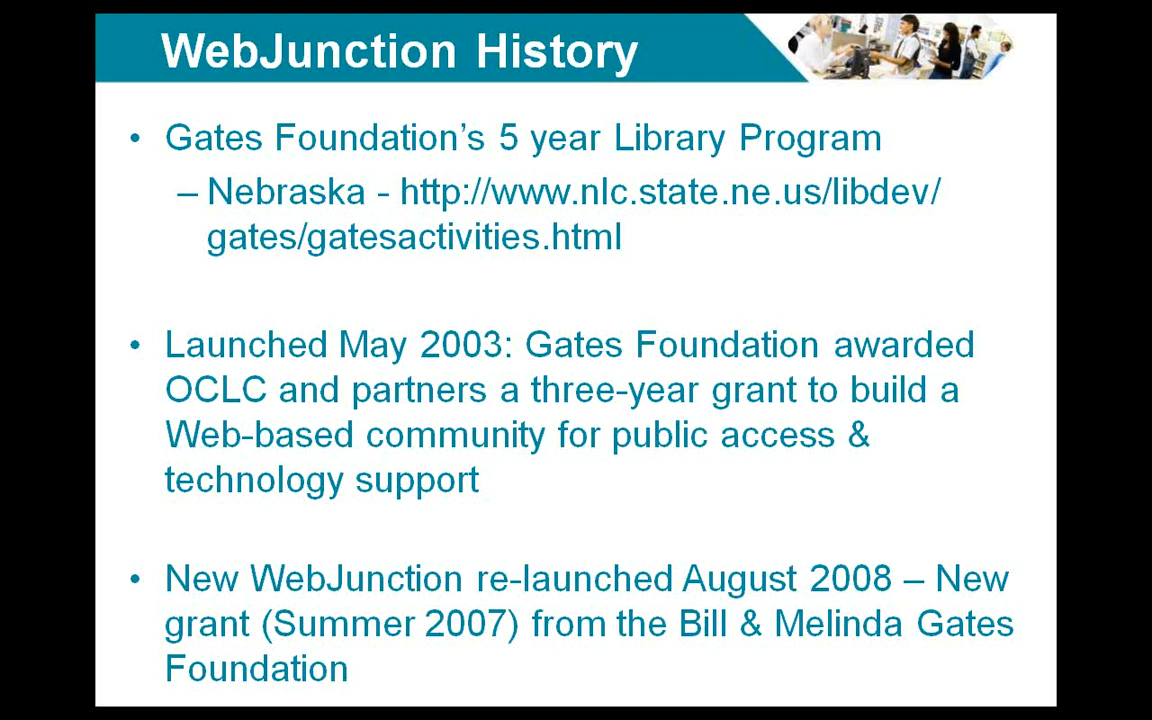 WebJunction History
• Gates Foundation’s 5 year Library Program
– Nebraska - http://www.nlc.state.ne.us/libdev/
gates/gatesactivities.html
• Launched May 2003: Gates Foundation awarded
OCLC and partners a three-year grant to build a
Web-based community for public access &
technology support
• New WebJunction re-launched August 2008 – New
grant (Summer 2007) from the Bill & Melinda Gates
Foundation